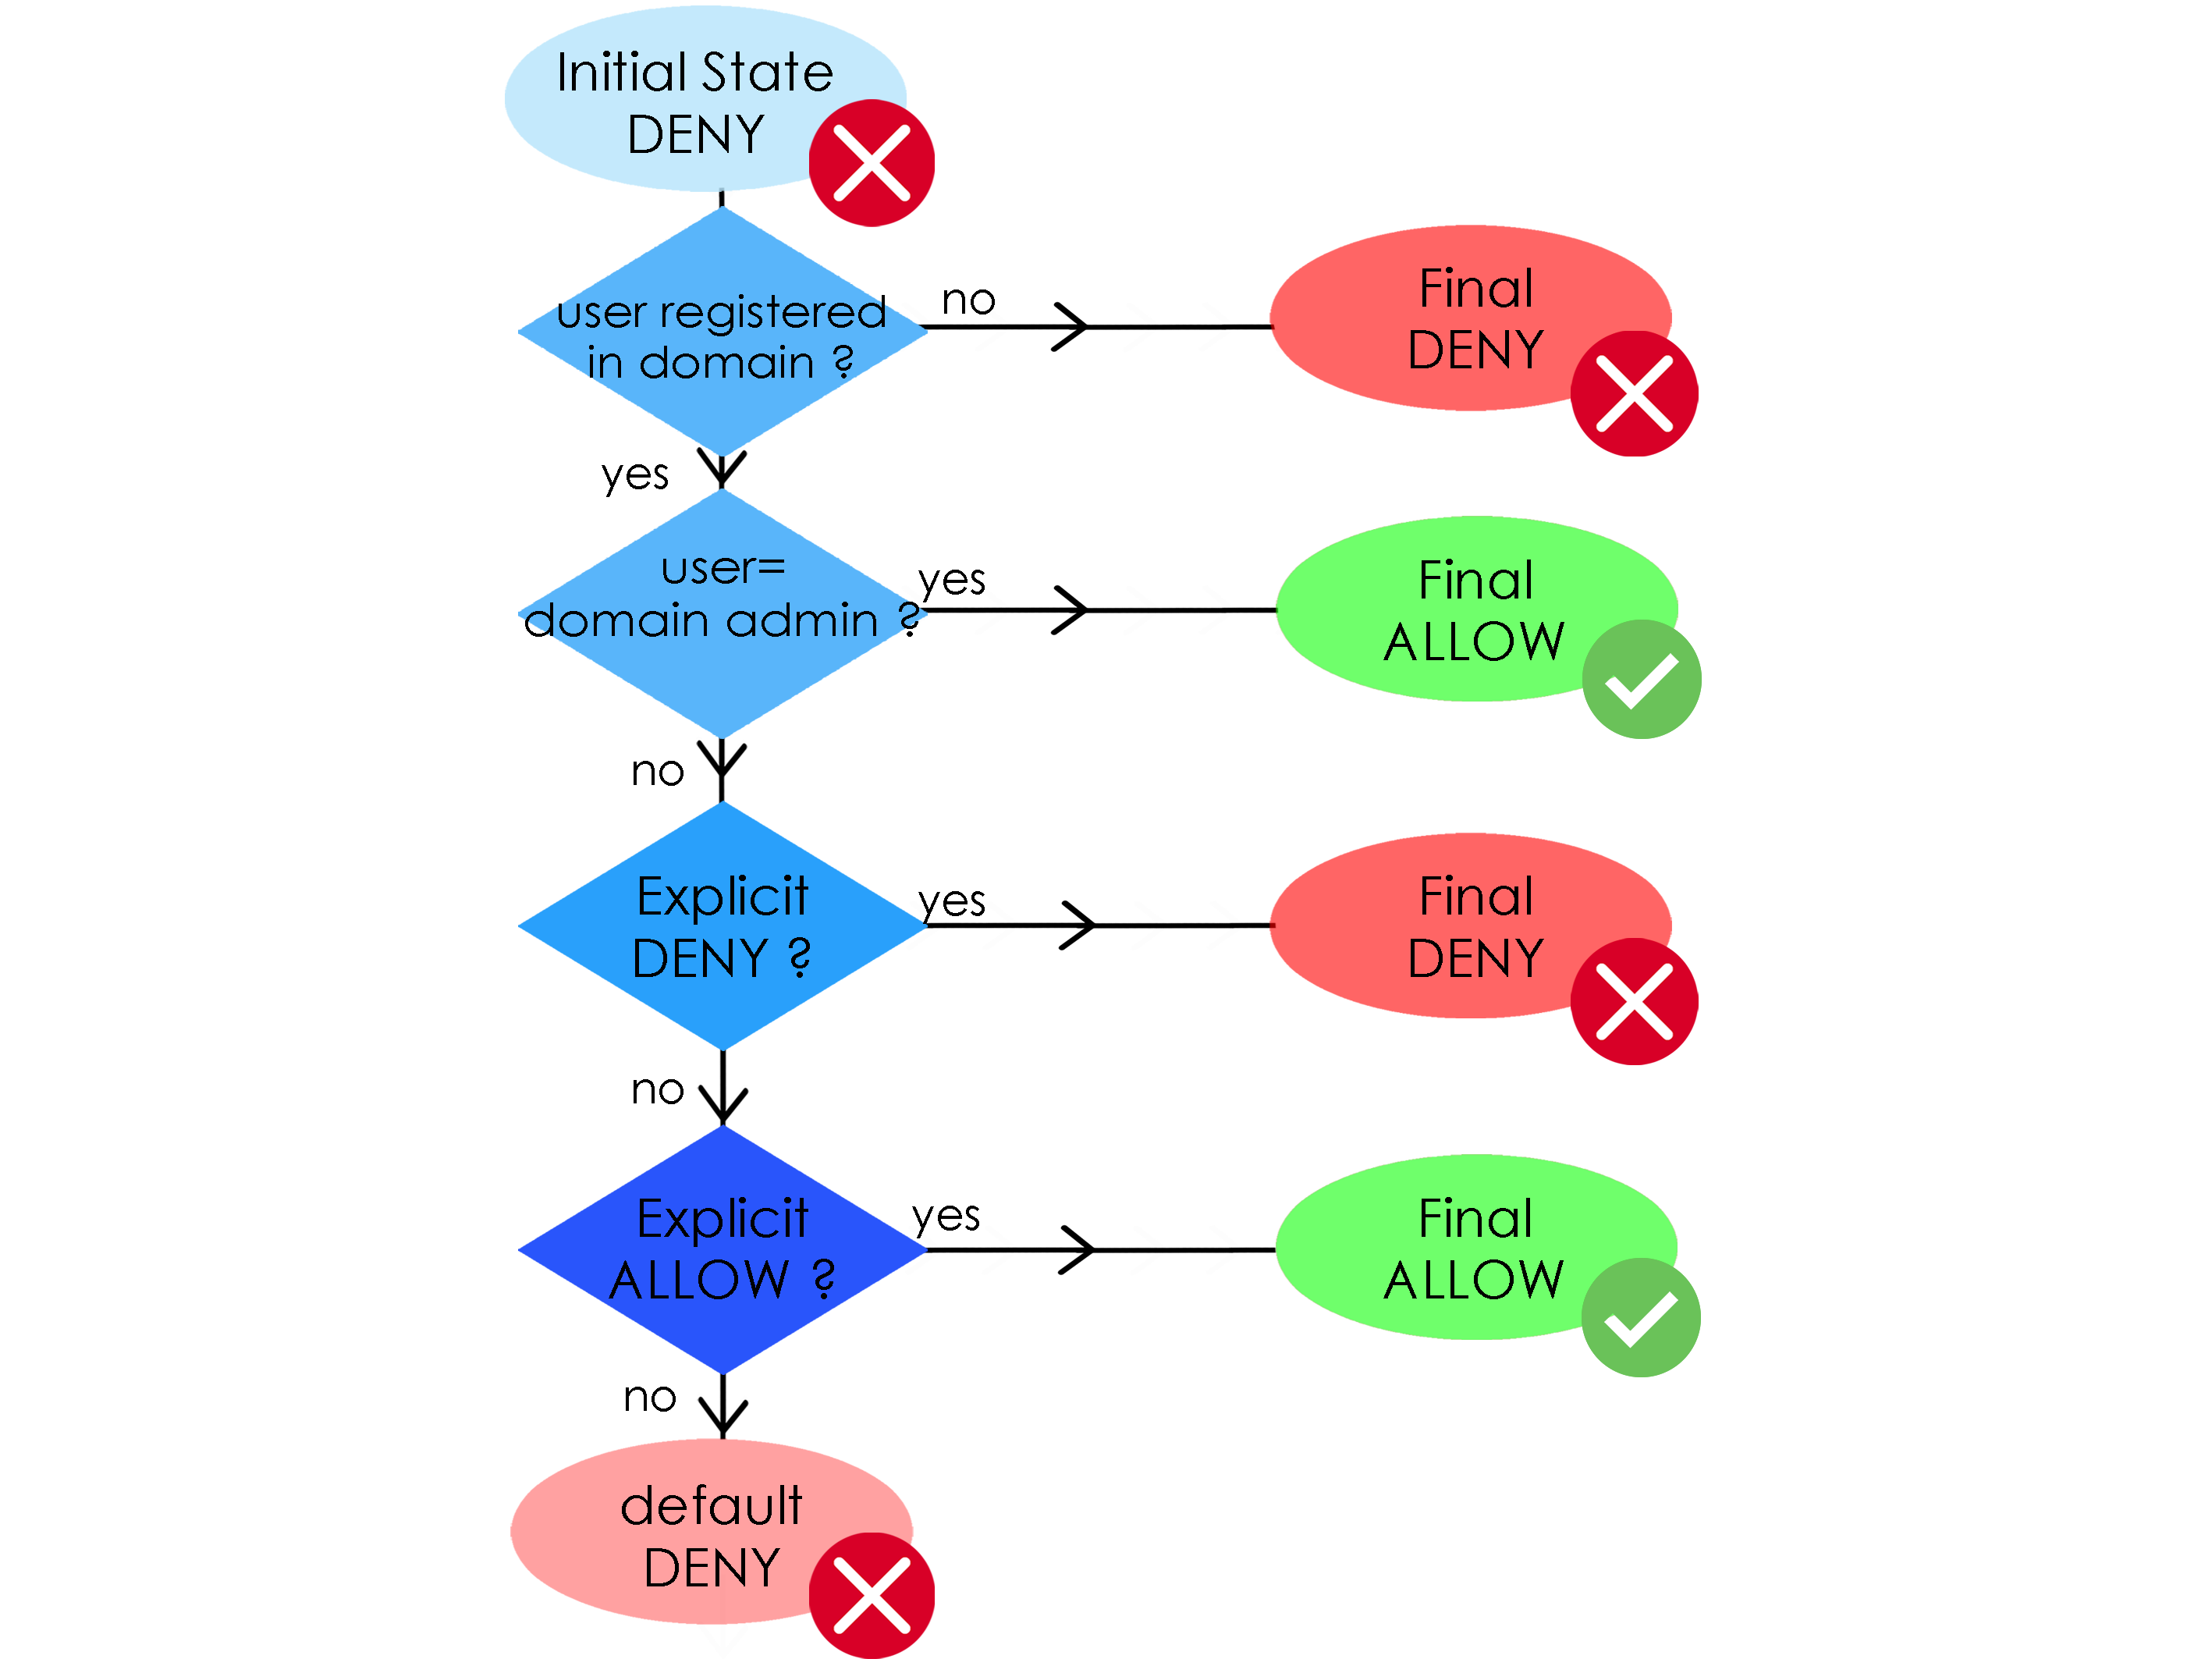 Initial State
DENY
user registered
in domain ?
no
Final
DENY
yes
user=
domain admin ?
yes
Final
ALLOW
no
Explicit
DENY ?
yes
Final
DENY
no
Explicit
ALLOW ?
yes
Final
ALLOW
no
default
DENY